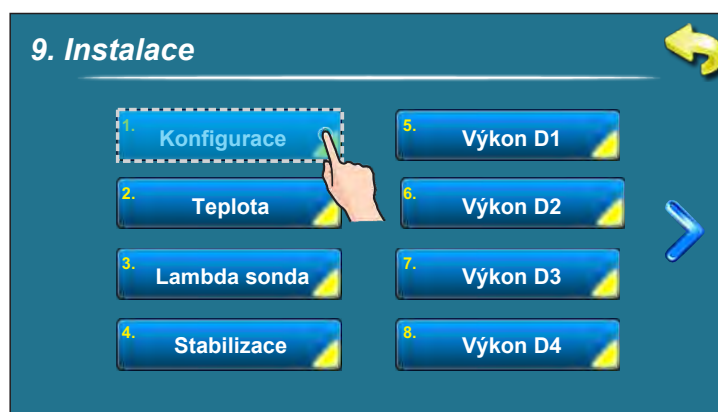 9. Instalace
1. Konfigurace
2. Teplota
3. Lambda sonda
4. Stabilizace
5. Výkon D1
6. Výkon D2
7. Výkon D3
8. Výkon D4